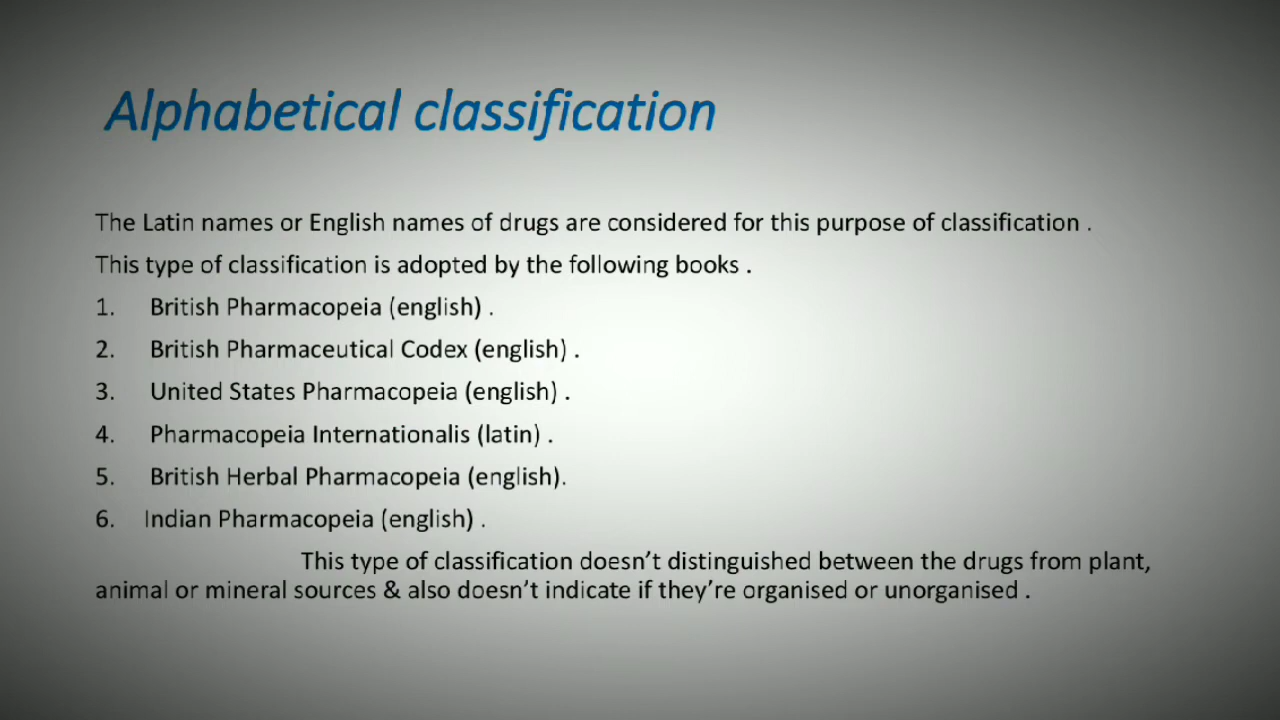 Alphabetical classification
The Latin names or English names of drugs are considered for this purpose of classification .
This type of classification is adopted by the following books .
1. British Pharmacopeia (english) .
2. British Pharmaceutical Codex (english) .
3. United States Pharmacopeia (english) .
4. Pharmacopeia Internationalis (latin) .
5. British Herbal Pharmacopeia (english).
6. Indian Pharmacopeia (english) .
This type of classification doesn’t distinguished between the drugs from plant,
animal or mineral sources & also doesn’t indicate if they’re organised or unorganised .